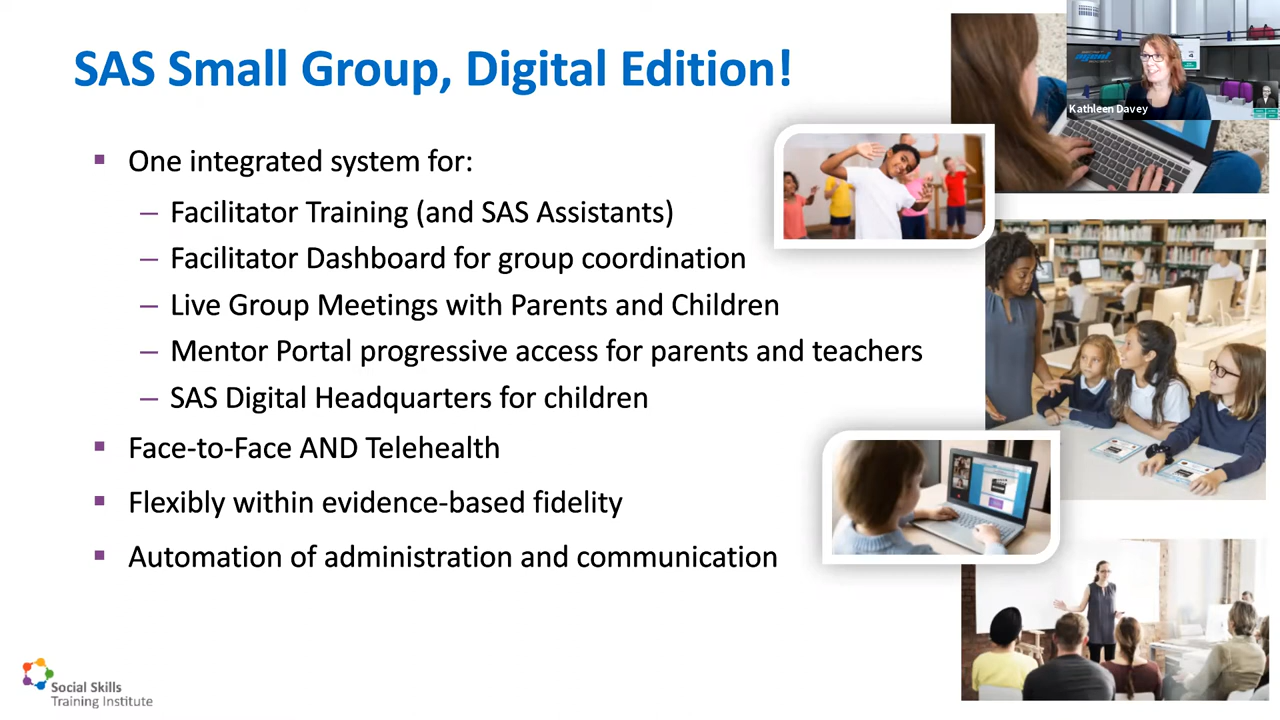 SAS Small Group, Digital Edition!
Kathleen Davey
One integrated system for:
– Facilitator Training (and SAS Assistants)
– Facilitator Dashboard for group coordination
– Live Group Meetings with Parents and Children
– Mentor Portal progressive access for parents and teachers
– SAS Digital Headquarters for children
Face-to-Face AND Telehealth
Flexibly within evidence-based fidelity
Automation of administration and communication
Social Skills
Training Institute